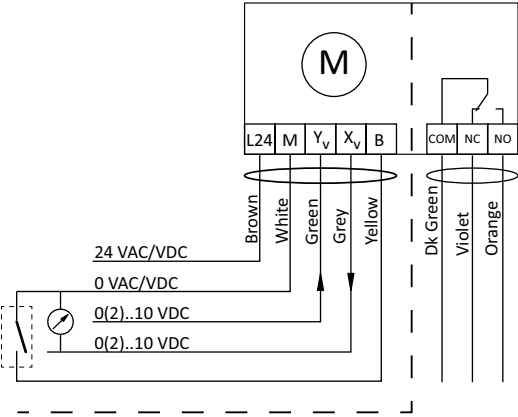 M
L24 M Yv Xv B COM NC NO
Brown
White
Green
Grey
Yellow
Dk Green
Violet
Orange
24 VAC/VDC
0 VAC/VDC
0(2)..10 VDC
0(2)..10 VDC